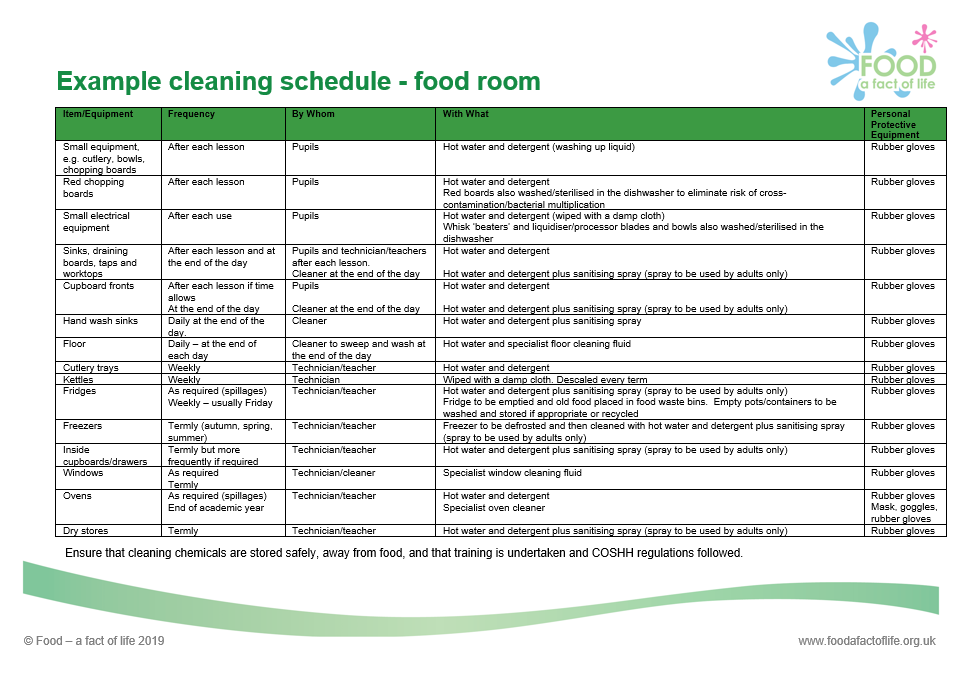 FOOD
a fact of life
Example cleaning schedule - food room
Item/Equipment Frequency By Whom With What Personal
Protective
Equipment
Small equipment, After each lesson Pupils Hot water and detergent (washing up liquid) Rubber gloves
e.g. cutlery, bowls,
chopping boards
Red chopping After each lesson Pupils Hot water and detergent Rubber gloves
boards Red boards also washed/sterilised in the dishwasher to eliminate risk of cross-
contamination/bacterial multiplication
Small electrical After each use Pupils Hot water and detergent (wiped with a damp cloth) Rubber gloves
equipment Whisk 'beaters' and liquidiser/processor blades and bowls also washed/sterilised in the
dishwasher
Sinks, draining After each lesson and at Pupils and technician/teachers Hot water and detergent Rubber gloves
boards, taps and the end of the day after each lesson.
worktops Cleaner at the end of the day Hot water and detergent plus sanitising spray (spray to be used by adults only)
Cupboard fronts After each lesson if time Pupils Hot water and detergent Rubber gloves
allows
At the end of the day Cleaner at the end of the day Hot water and detergent plus sanitising spray (spray to be used by adults only)
Hand wash sinks Daily at the end of the Cleaner Hot water and detergent plus sanitising spray Rubber gloves
day.
Floor Daily – at the end of Cleaner to sweep and wash at Hot water and specialist floor cleaning fluid Rubber gloves
each day the end of the day
Cutlery trays Weekly Technician/teacher Hot water and detergent Rubber gloves
Kettles Weekly Technician Wiped with a damp cloth. Descaled every term Rubber gloves
Fridges As required (spillages) Technician/teacher Hot water and detergent plus sanitising spray (spray to be used by adults only) Rubber gloves
Weekly – usually Friday Fridge to be emptied and old food placed in food waste bins. Empty pots/containers to be
washed and stored if appropriate or recycled
Freezers Termly (autumn, spring, Technician/teacher Freezer to be defrosted and then cleaned with hot water and detergent plus sanitising spray Rubber gloves
summer) (spray to be used by adults only)
Inside Termly but more Technician/teacher Hot water and detergent plus sanitising spray (spray to be used by adults only) Rubber gloves
cupboards/drawers frequently if required
Windows As required Technician/cleaner Specialist window cleaning fluid Rubber gloves
Termly
Ovens As required (spillages) Technician/teacher Hot water and detergent Rubber gloves
End of academic year Specialist oven cleaner Mask, goggles,
rubber gloves
Dry stores Termly Technician/teacher Hot water and detergent plus sanitising spray (spray to be used by adults only) Rubber gloves
Ensure that cleaning chemicals are stored safely, away from food, and that training is undertaken and COSHH regulations followed.
© Food – a fact of life 2019 www.foodafactoflife.org.uk